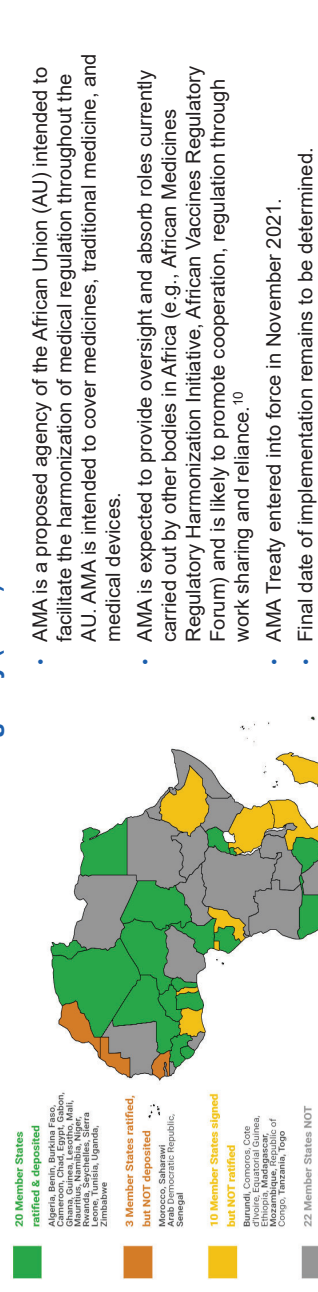 20 Member States
ratified & deposited
Algeria, Benin, Burkina Faso,
Cameroon, Chad, Egypt, Gabon,
Ghana, Guinea, Lesotho, Mali,
Mauritius, Namibia, Niger,
Rwanda, Seychelles, Sierra
Leone, Tunisia, Uganda,
Zimbabwe
3 Member States ratified,
but NOT deposited
Morocco, Saharawi
Arab Democratic Republic,
Senegal
10 Member States signed
but NOT ratified
Burundi, Comoros, Cote
d'Ivoire, Equatorial Guinea,
Ethiopia, Madagascar,
Mozambique, Republic of
Congo, Tanzania, Togo
22 Member States NOT
• AMA is a proposed agency of the African Union (AU) intended to
facilitate the harmonization of medical regulation throughout the
AU. AMA is intended to cover medicines, traditional medicine, and
medical devices.
• AMA is expected to provide oversight and absorb roles currently
carried out by other bodies in Africa (e.g., African Medicines
Regulatory Harmonization Initiative, African Vaccines Regulatory
Forum) and is likely to promote cooperation, regulation through
work sharing and reliance.10
• AMA Treaty entered into force in November 2021.
• Final date of implementation remains to be determined.